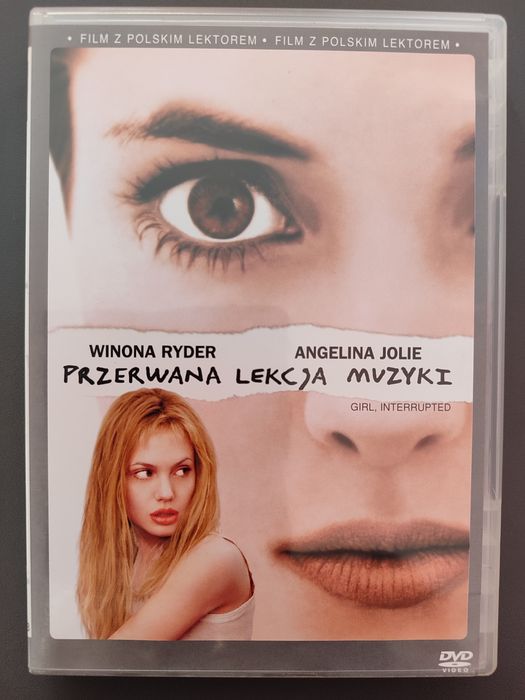 • FILM Z POLSKIM LEKTOREM • FILM Z POLSKIM LEKTOREM •
WINONA RYDER ANGELINA JOLIE
PRZERWANA LEKCJA MUZYKI
GIRL, INTERRUPTED
DVD
VIDEO